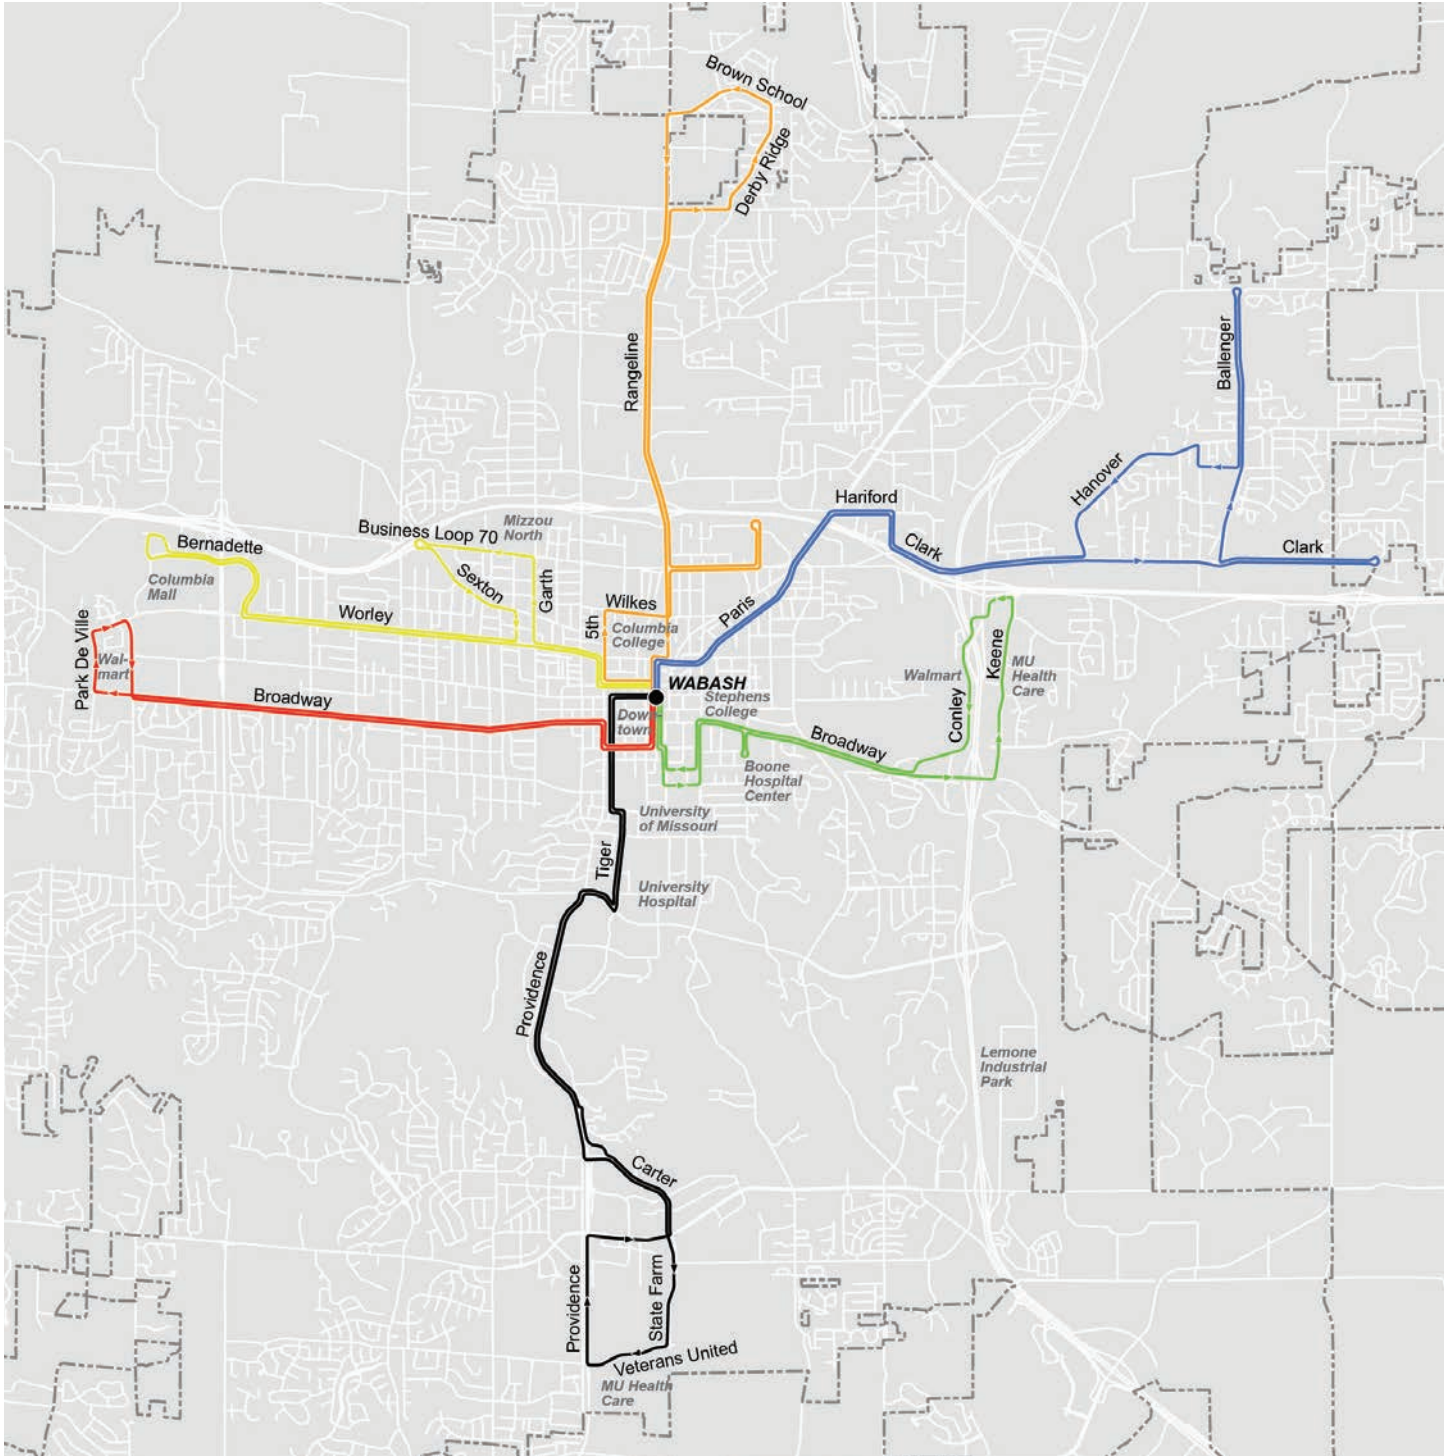 Brown School
Derby Ridge
Rangeline
Ballenger
Hanover
Hariford
Business Loop 70
Mizzou
North
Bernadette
Clark
Clark
Columbia
Mall
Sexton
Garth
Worley
5th
Wilkes
Columbia
College
Paris
Park De Ville
Wal-
mart
Broadway
WABASH
Stephens
College
Down-
town
Walmart
Keene
MU
Health
Care
Conley
Broadway
Boone
Hospital
Center
University
of Missouri
Tiger
University
Hospital
Providence
Lemone
Industrial
Park
Carter
Providence
State Farm
Veterans United
MU Health
Care